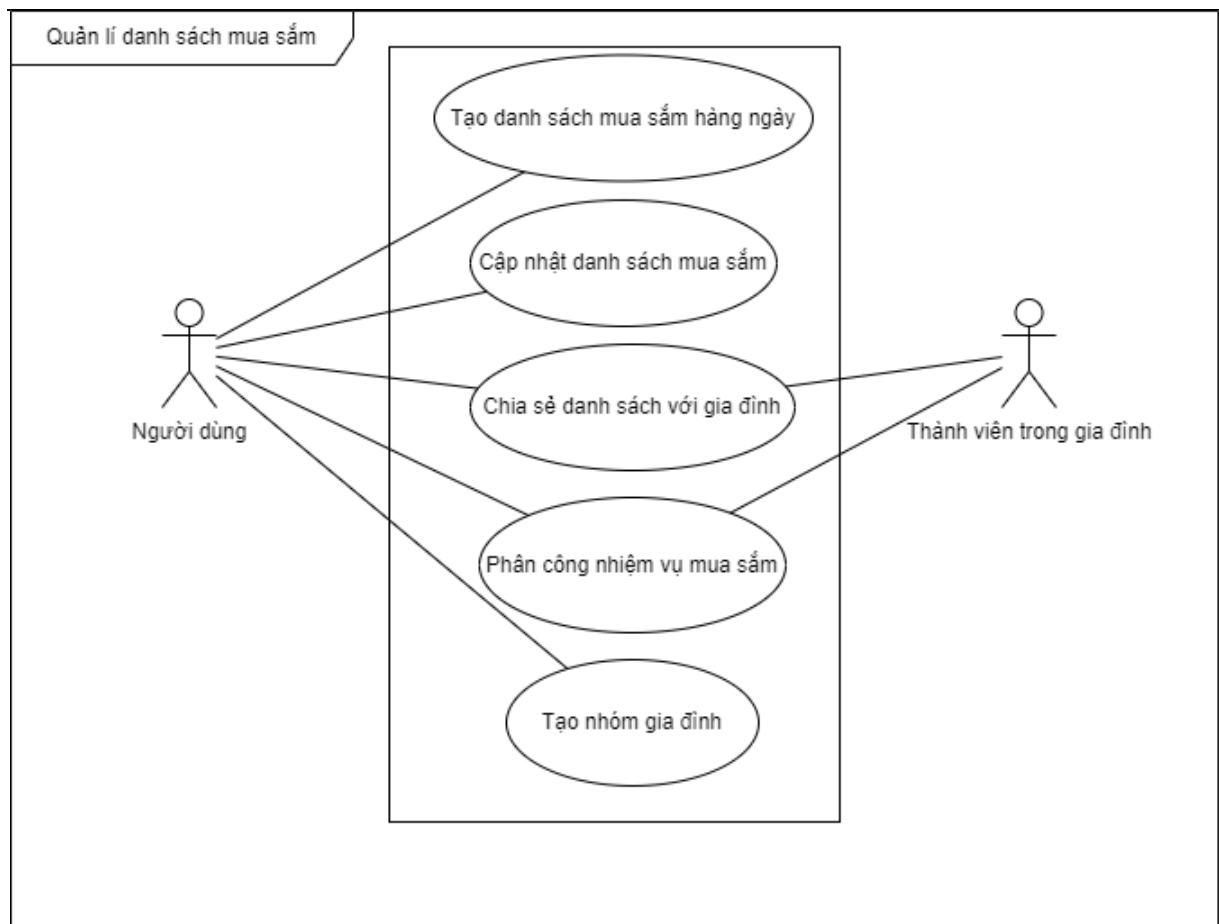 Quản lí danh sách mua sắm
Tạo danh sách mua sắm hàng ngày
Cập nhật danh sách mua sắm
Chia sẻ danh sách với gia đình
Người dùng
Thành viên trong gia đình
Phân công nhiệm vụ mua sắm
Tạo nhóm gia đình